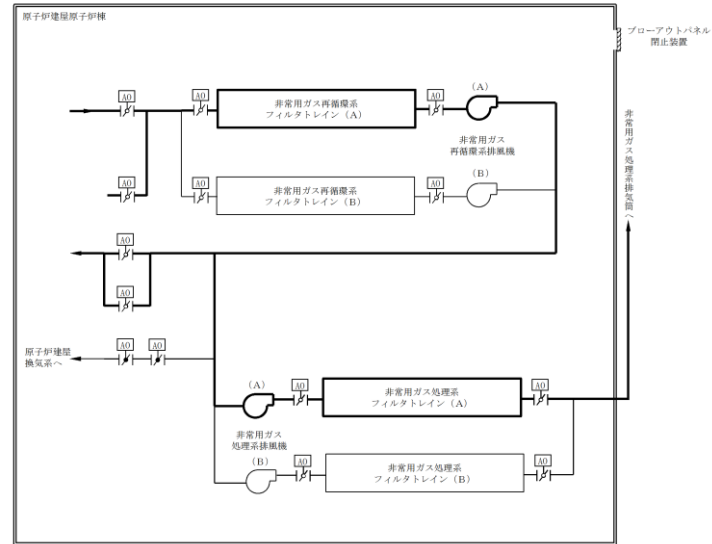 原子炉建屋原子炉棟
ブローアウトパネル
閉止装置
AO
AO
非常用ガス再循環系
フィルタトレイン（A）
AO
（A）
非常用ガス
再循環系排風機
AO
AO
非常用ガス再循環系
フィルタトレイン（B）
AO
（B）
非常用ガス処理系排気筒へ
AO
AO
原子炉建屋
換気系へ
AO
AO
（A）
AO
非常用ガス処理系
フィルタトレイン（A）
AO
非常用ガス
処理系排風機
（B）
AO
非常用ガス処理系
フィルタトレイン（B）
AO